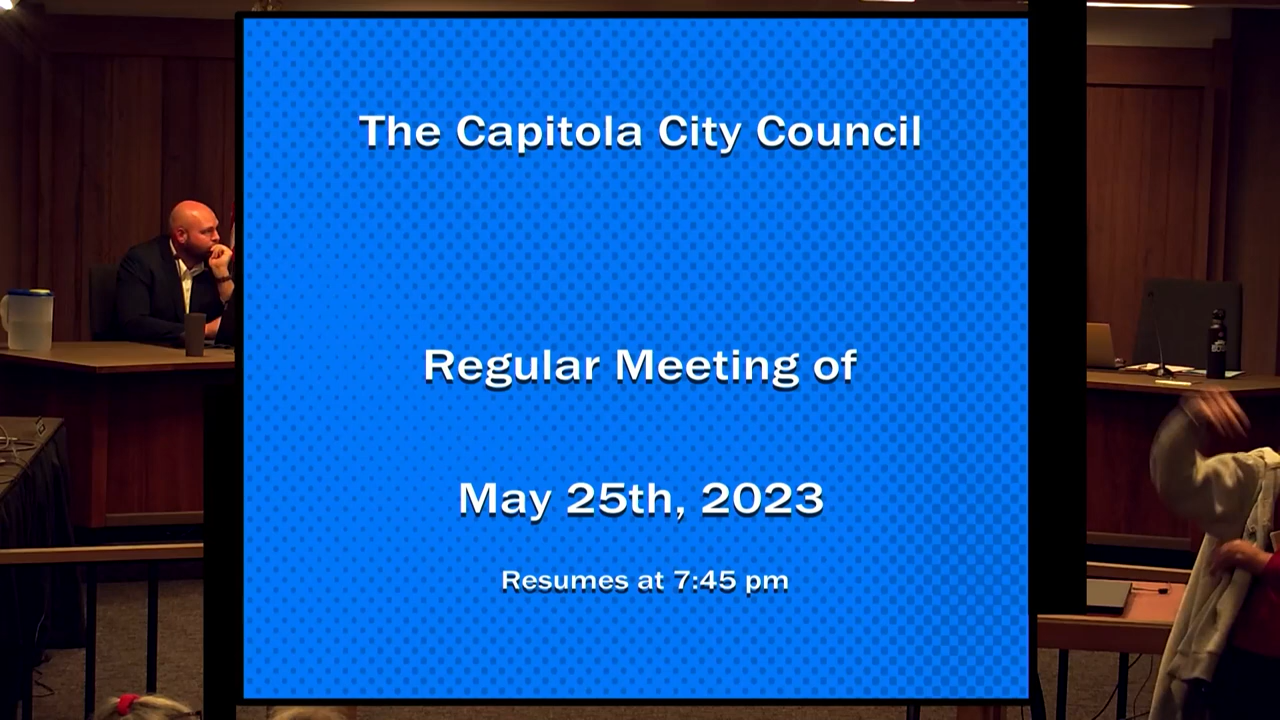 The Capitola City Council
Regular Meeting of
May 25th, 2023
Resumes at 7:45 pm